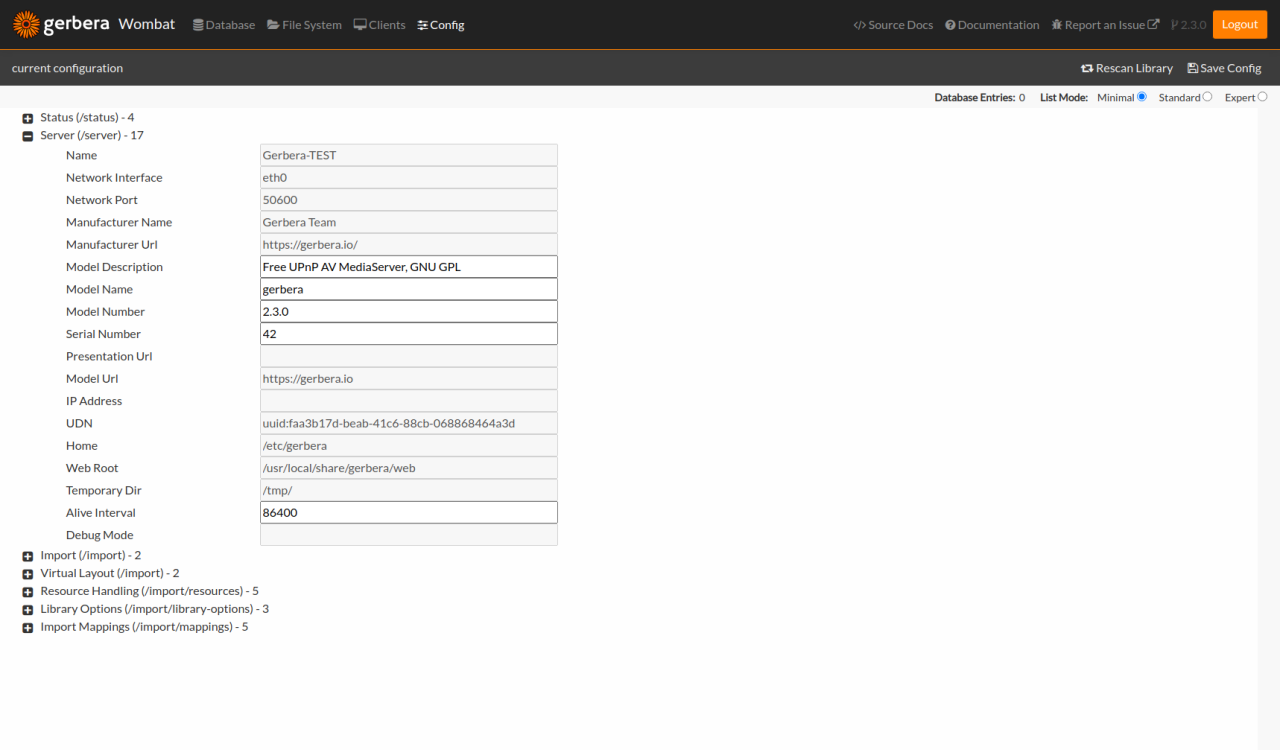 gerbera Wombat Database File System Clients Config Source Docs Documentation Report an Issue 2.3.0 Logout
current configuration Rescan Library Save Config
Database Entries: 0 List Mode: Minimal Standard Expert
Status (/status) - 4
Server (/server) - 17
Name Gerbera-TEST
Network Interface eth0
Network Port 50600
Manufacturer Name Gerbera Team
Manufacturer Url https://gerbera.io/
Model Description Free UPnP AV MediaServer, GNU GPL
Model Name gerbera
Model Number 2.3.0
Serial Number 42
Presentation Url
Model Url https://gerbera.io
IP Address
UDN uuid:faa3b17d-beab-41c6-88cb-068868464a3d
Home /etc/gerbera
Web Root /usr/local/share/gerbera/web
Temporary Dir /tmp/
Alive Interval 86400
Debug Mode
Import (/import) - 2
Virtual Layout (/import) - 2
Resource Handling (/import/resources) - 5
Library Options (/import/library-options) - 3
Import Mappings (/import/mappings) - 5